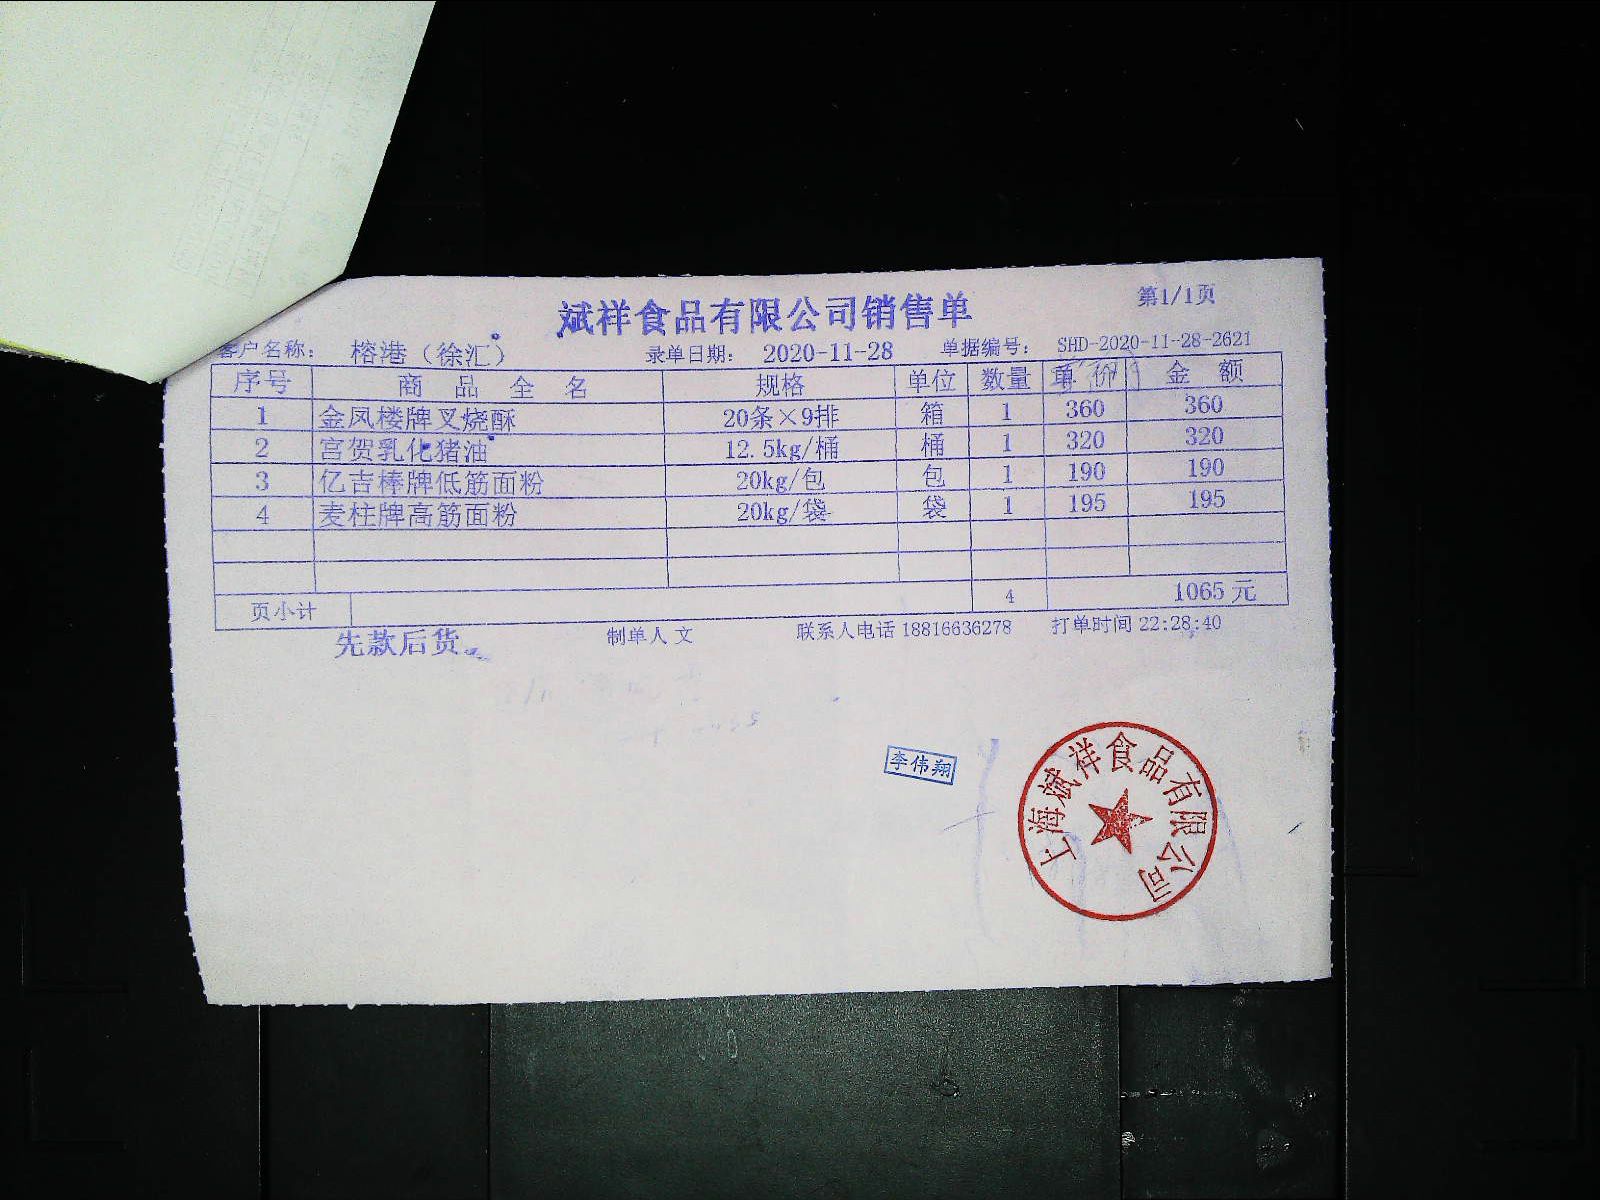 斌祥食品有限公司销售单
第1/1页
客户名称： 榕港（徐汇） 录单日期： 2020-11-28 单据编号： SHD-2020-11-28-2621
序号 商品全名 规格 单位 数量 单价 金额
1 金凤楼牌叉烧酥 20条×9排 箱 1 360 360
2 宫贺乳化猪油 12.5kg/桶 桶 1 320 320
3 亿吉棒牌低筋面粉 20kg/包 包 1 190 190
4 麦柱牌高筋面粉 20kg/袋 袋 1 195 195
页小计 4 1065 元
先款后货。 制单人 文 联系人电话 18816636278 打单时间 22:28:40
李伟翔
上海斌祥食品有限公司